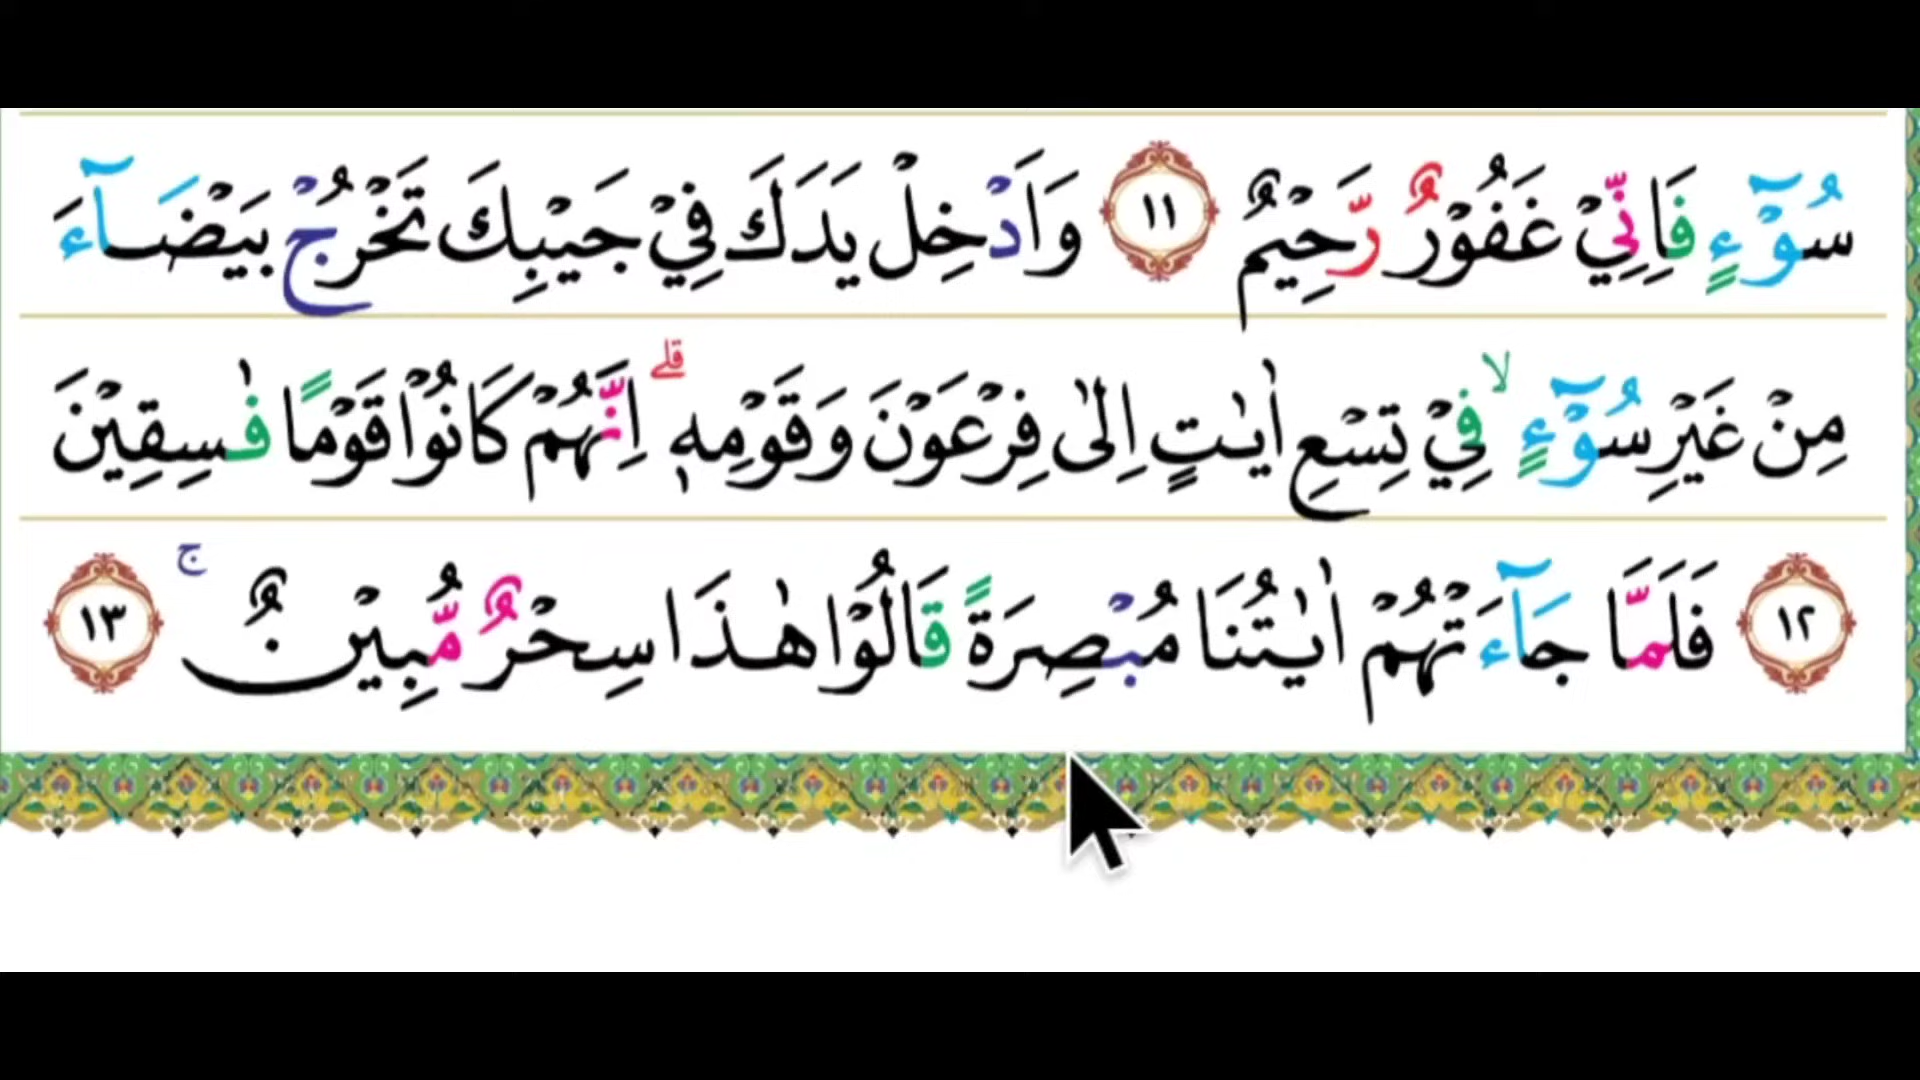 سُوْٓءٍ فَاِنِّيْ غَفُوْرٌ رَّحِيْمٌ ١١ وَاَدْخِلْ يَدَكَ فِيْ جَيْبِكَ تَخْرُجْ بَيْضَآءَ
مِنْ غَيْرِ سُوْٓءٍ ۙ فِيْ تِسْعِ اٰيٰتٍ اِلٰى فِرْعَوْنَ وَقَوْمِهٖ ۗ اِنَّهُمْ كَانُوْا قَوْمًا فٰسِقِيْنَ
١٢ فَلَمَّا جَآءَتْهُمْ اٰيٰتُنَا مُبْصِرَةً قَالُوْا هٰذَا سِحْرٌ مُّبِيْنٌ ۚ ١٣